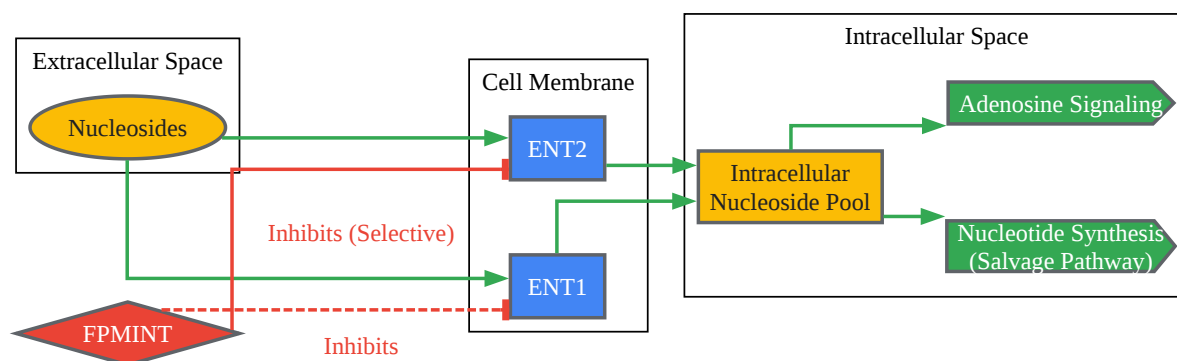 Extracellular Space
Nucleosides
Cell Membrane
ENT2
Inhibits (Selective)
ENT1
FPMINT
Inhibits
Intracellular Space
Adenosine Signaling
Intracellular
Nucleoside Pool
Nucleotide Synthesis
(Salvage Pathway)